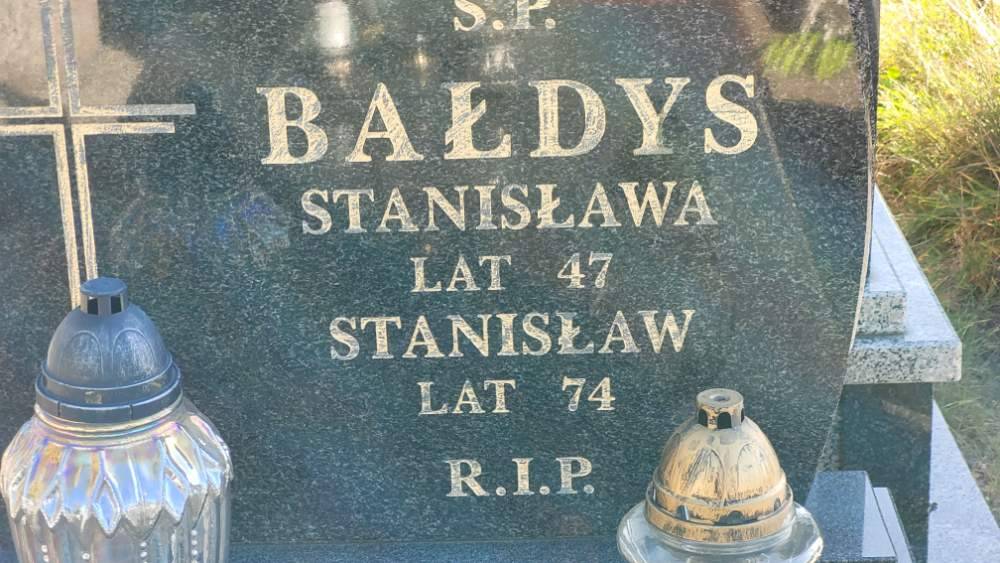 S.P.
BAŁDYS
STANISŁAWA
LAT 47
STANISŁAW
LAT 74
R.I.P.